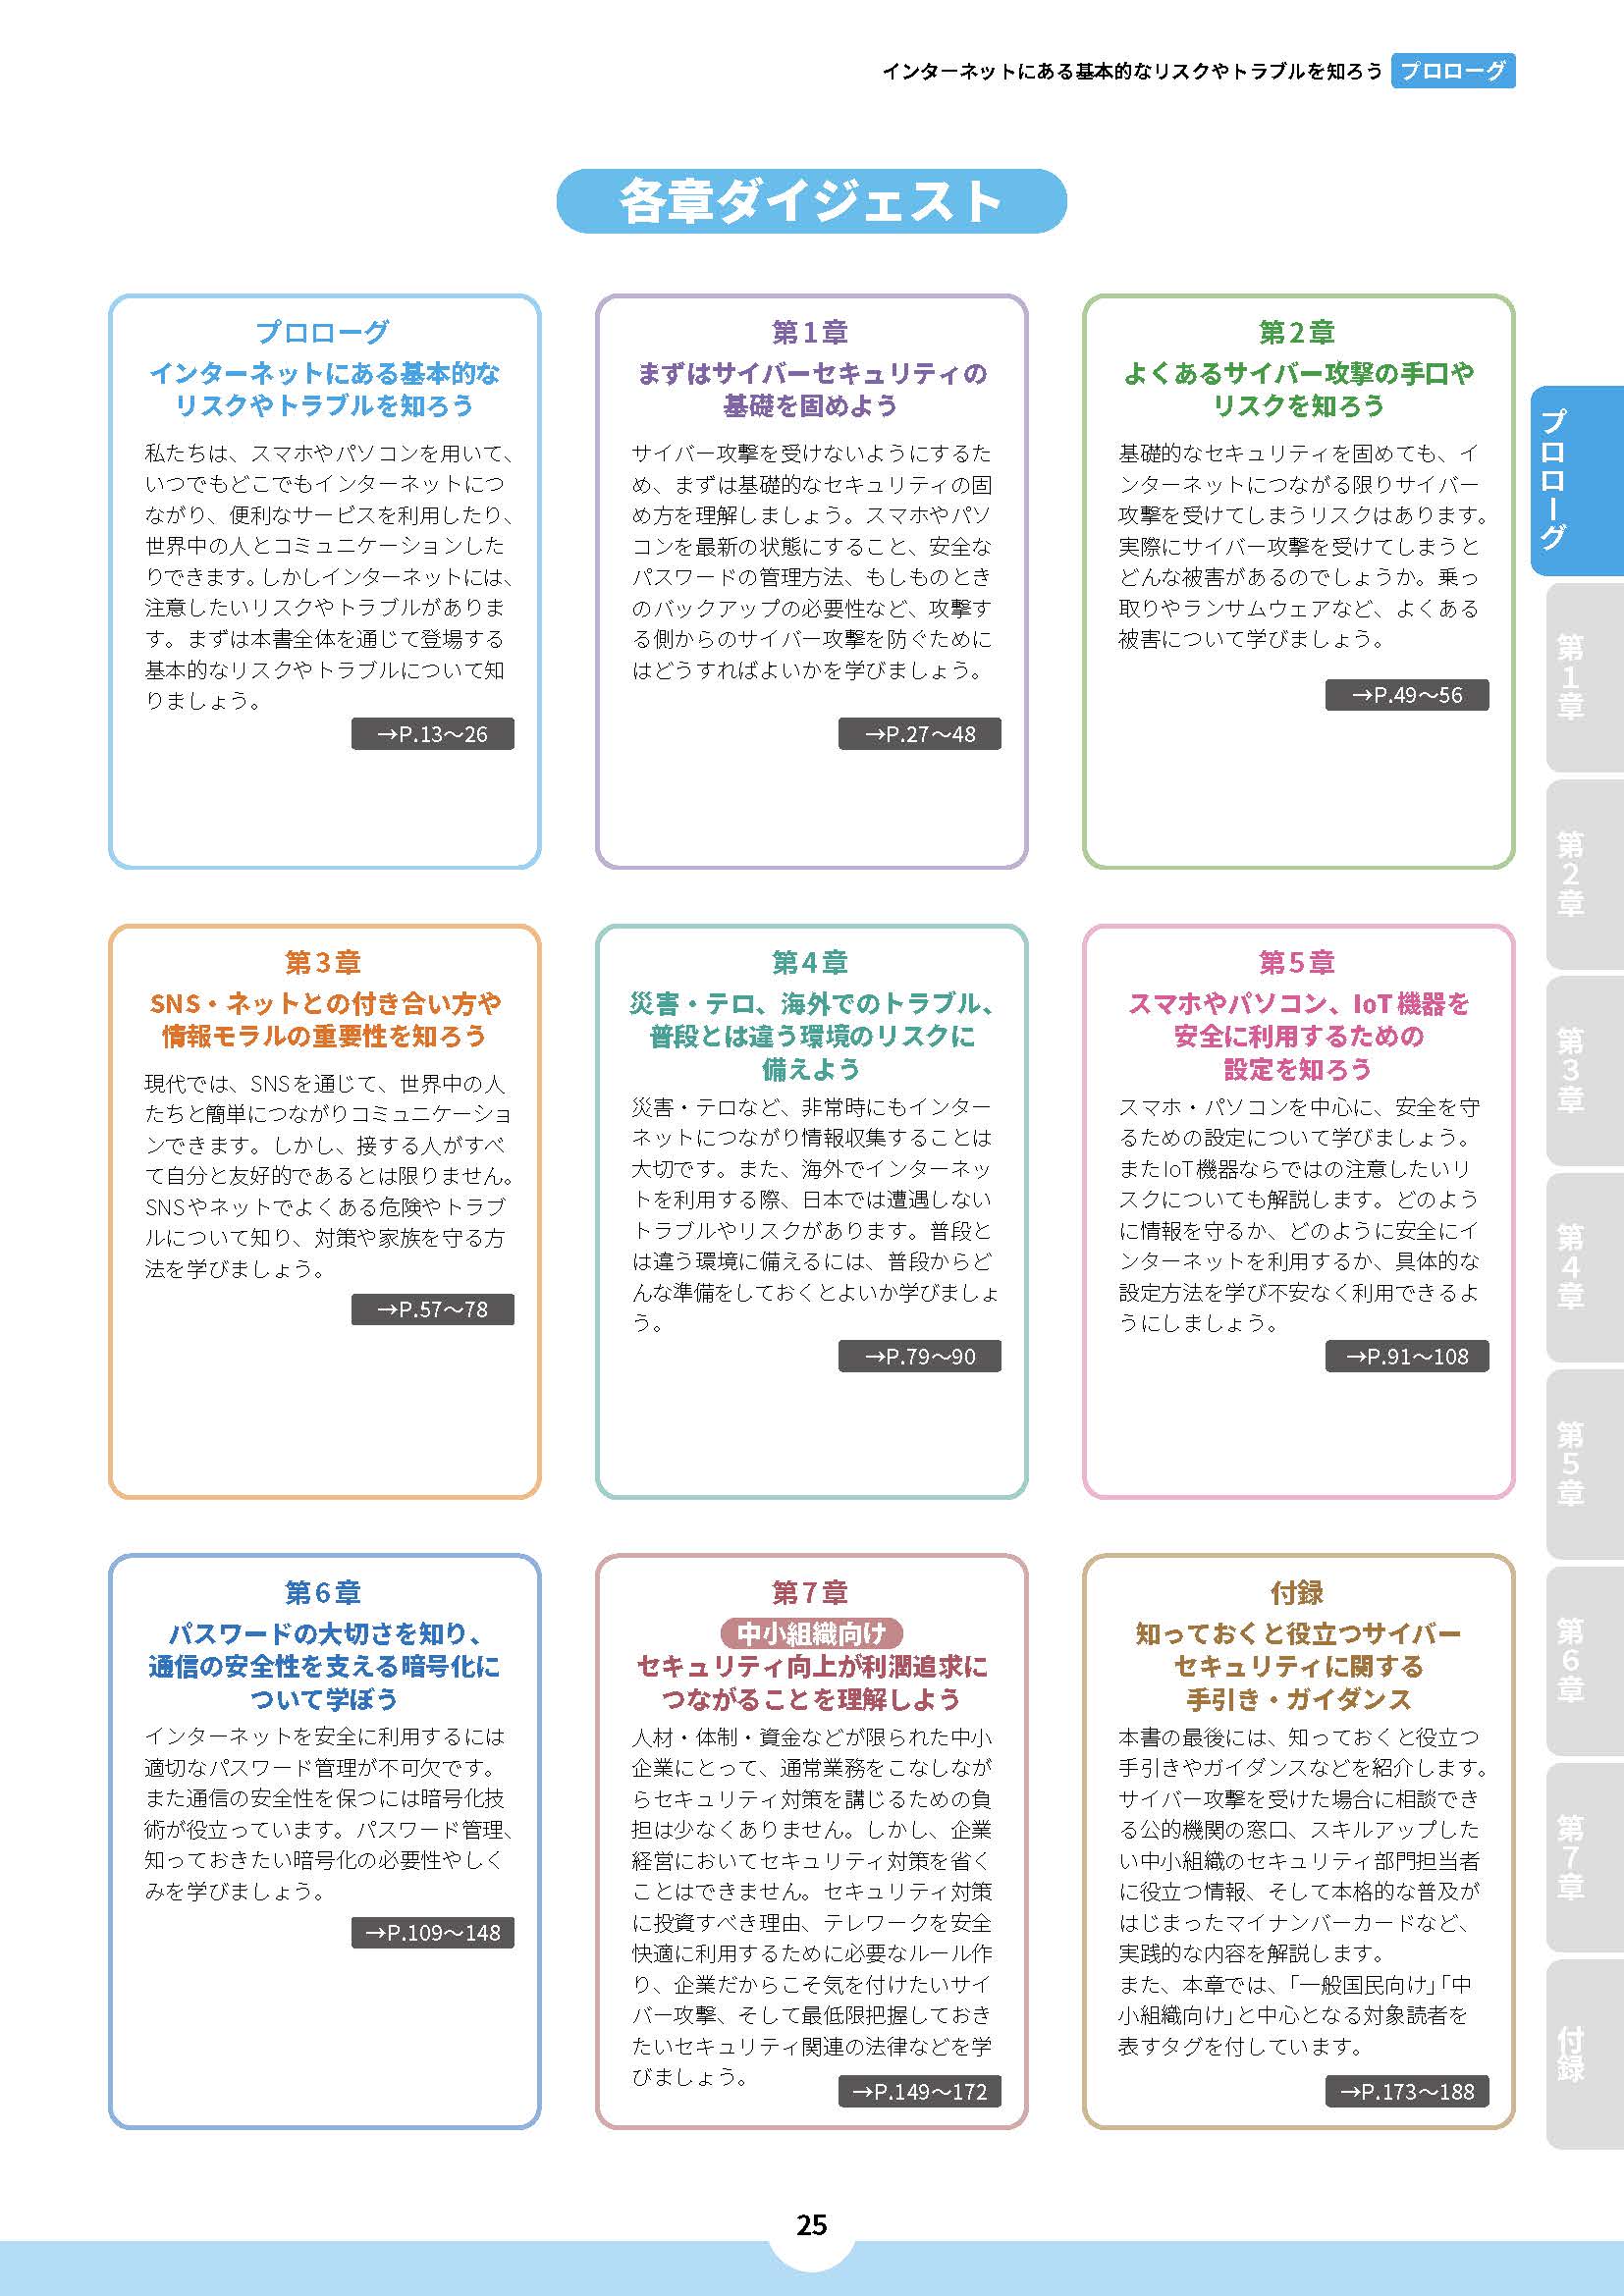 インターネットにある基本的なリスクやトラブルを知ろう プロローグ
各章ダイジェスト
プロローグ
インターネットにある基本的な
リスクやトラブルを知ろう
私たちは、スマホやパソコンを用いて、
いつでもどこでもインターネットにつ
ながり、便利なサービスを利用したり、
世界中の人とコミュニケーションした
りできます。しかしインターネットには、
注意したいリスクやトラブルがありま
す。まずは本書全体を通じて登場する
基本的なリスクやトラブルについて知
りましょう。
→P.13～26
第1章
まずはサイバーセキュリティの
基礎を固めよう
サイバー攻撃を受けないようにするた
め、まずは基礎的なセキュリティの固
め方を理解しましょう。スマホやパソ
コンを最新の状態にすること、安全な
パスワードの管理方法、もしものとき
のバックアップの必要性など、攻撃す
る側からのサイバー攻撃を防ぐために
はどうすればよいかを学びましょう。
→P.27～48
第2章
よくあるサイバー攻撃の手口や
リスクを知ろう
基礎的なセキュリティを固めても、イ
ンターネットにつながる限りサイバー
攻撃を受けてしまうリスクはあります。
実際にサイバー攻撃を受けてしまうと
どんな被害があるのでしょうか。乗っ
取りやランサムウェアなど、よくある
被害について学びましょう。
→P.49～56
第3章
SNS・ネットとの付き合い方や
情報モラルの重要性を知ろう
現代では、SNSを通じて、世界中の人
たちと簡単につながりコミュニケーショ
ンできます。しかし、接する人がすべ
て自分と友好的であるとは限りません。
SNSやネットでよくある危険やトラブ
ルについて知り、対策や家族を守る方
法を学びましょう。
→P.57～78
第4章
災害・テロ、海外でのトラブル、
普段とは違う環境のリスクに
備えよう
災害・テロなど、非常時にもインター
ネットにつながり情報収集することは
大切です。また、海外でインターネッ
トを利用する際、日本では遭遇しない
トラブルやリスクがあります。普段と
は違う環境に備えるには、普段からど
んな準備をしておくとよいか学びましょ
う。
→P.79～90
第5章
スマホやパソコン、IoT機器を
安全に利用するための
設定を知ろう
スマホ・パソコンを中心に、安全を守
るための設定について学びましょう。
またIoT機器ならではの注意したいリ
スクについても解説します。どのよう
に情報を守るか、どのように安全にイ
ンターネットを利用するか、具体的な
設定方法を学び不安なく利用できるよ
うにしましょう。
→P.91～108
第6章
パスワードの大切さを知り、
通信の安全性を支える暗号化に
ついて学ぼう
インターネットを安全に利用するには
適切なパスワード管理が不可欠です。
また通信の安全性を保つには暗号化技
術が役立っています。パスワード管理、
知っておきたい暗号化の必要性やしく
みを学びましょう。
→P.109～148
第7章
中小組織向け
セキュリティ向上が利潤追求に
つながることを理解しよう
人材・体制・資金などが限られた中小
企業にとって、通常業務をこなしなが
らセキュリティ対策を講じるための負
担は少なくありません。しかし、企業
経営においてセキュリティ対策を省く
ことはできません。セキュリティ対策
に投資すべき理由、テレワークを安全
快適に利用するために必要なルール作
り、企業だからこそ気を付けたいサイ
バー攻撃、そして最低限把握しておき
たいセキュリティ関連の法律などを学
びましょう。
→P.149～172
付録
知っておくと役立つサイバー
セキュリティに関する
手引き・ガイダンス
本書の最後には、知っておくと役立つ
手引きやガイダンスなどを紹介します。
サイバー攻撃を受けた場合に相談でき
る公的機関の窓口、スキルアップした
い中小組織のセキュリティ部門担当者
に役立つ情報、そして本格的な普及が
はじまったマイナンバーカードなど、
実践的な内容を解説します。
また、本章では、「一般国民向け」「中
小組織向け」と中心となる対象読者を
表すタグを付しています。
→P.173～188
プロローグ
第1章
第2章
第3章
第4章
第5章
第6章
第7章
付録
25